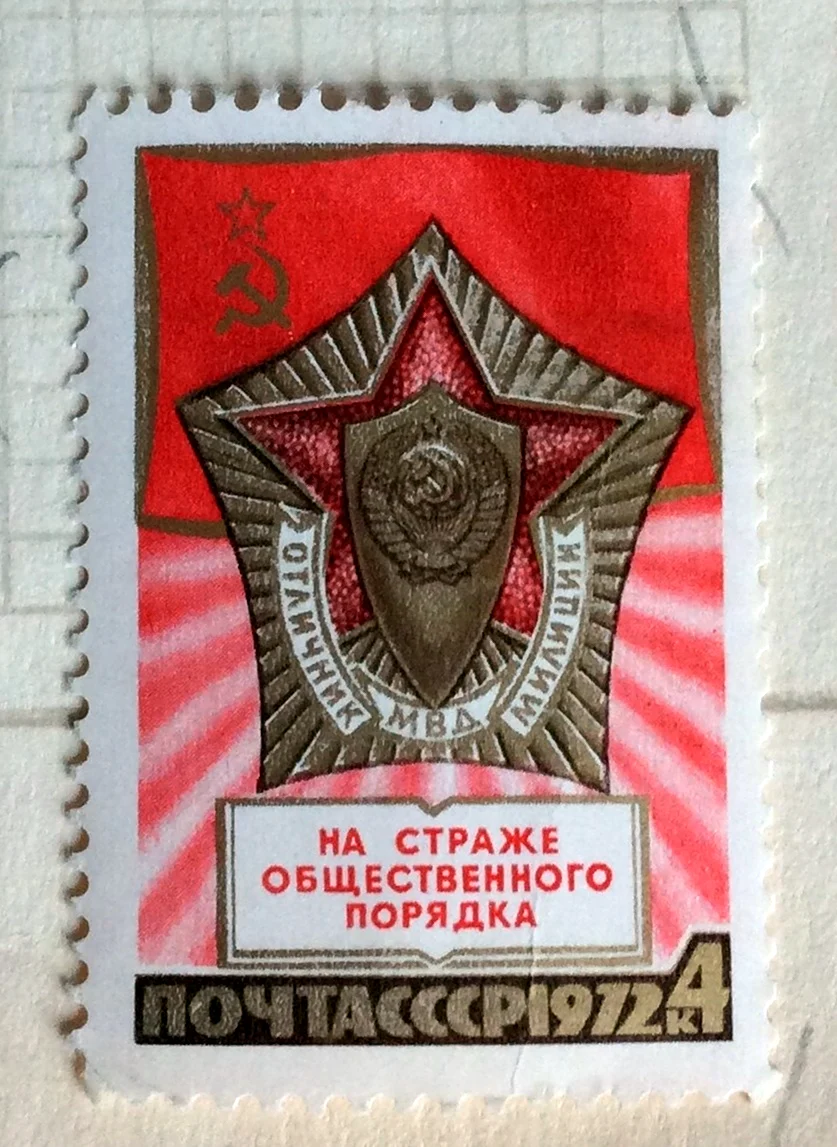 ОТЛИЧНИК
МВД
МИЛИЦИИ
НА СТРАЖЕ
ОБЩЕСТВЕННОГО
ПОРЯДКА
ПОЧТА СССР 1972 4К